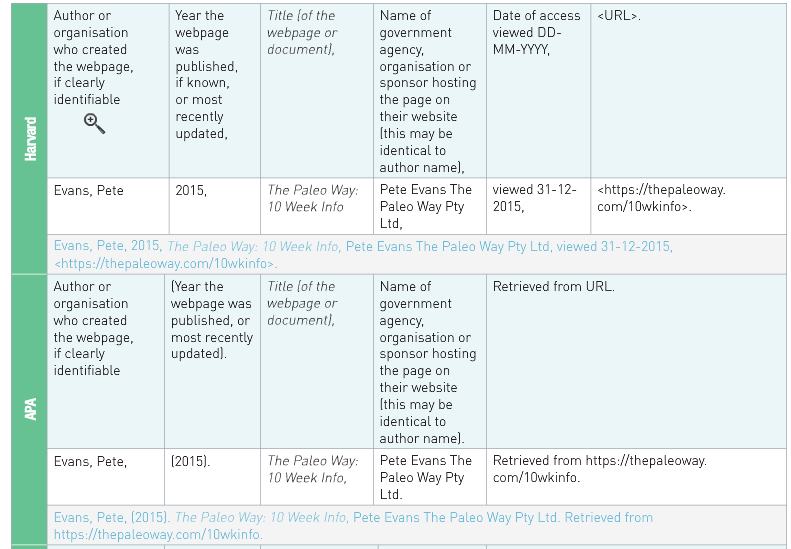 Harvard
Author or
organisation
who created
the webpage,
if clearly
identifiable
Year the
webpage
was
published,
if known,
or most
recently
updated,
Title (of the
webpage or
document),
Name of
government
agency,
organisation or
sponsor hosting
the page on
their website
(this may be
identical to
author name),
Date of access
viewed DD-
MM-YYYY,
<URL>.
Evans, Pete
2015,
The Paleo Way:
10 Week Info
Pete Evans The
Paleo Way Pty
Ltd,
viewed 31-12-
2015,
<https://thepaleoway.
com/10wkinfo>.
Evans, Pete, 2015, The Paleo Way: 10 Week Info, Pete Evans The Paleo Way Pty Ltd, viewed 31-12-2015,
<https://thepaleoway.com/10wkinfo>.
APA
Author or
organisation
who created
the webpage,
if clearly
identifiable
(Year the
webpage was
published, or
most recently
updated).
Title (of the
webpage or
document),
Name of
government
agency,
organisation or
sponsor hosting
the page on
their website
(this may be
identical to
author name).
Retrieved from URL.
Evans, Pete,
(2015).
The Paleo Way:
10 Week Info,
Pete Evans The
Paleo Way Pty
Ltd.
Retrieved from https://thepaleoway.
com/10wkinfo.
Evans, Pete, (2015). The Paleo Way: 10 Week Info, Pete Evans The Paleo Way Pty Ltd. Retrieved from
https://thepaleoway.com/10wkinfo.